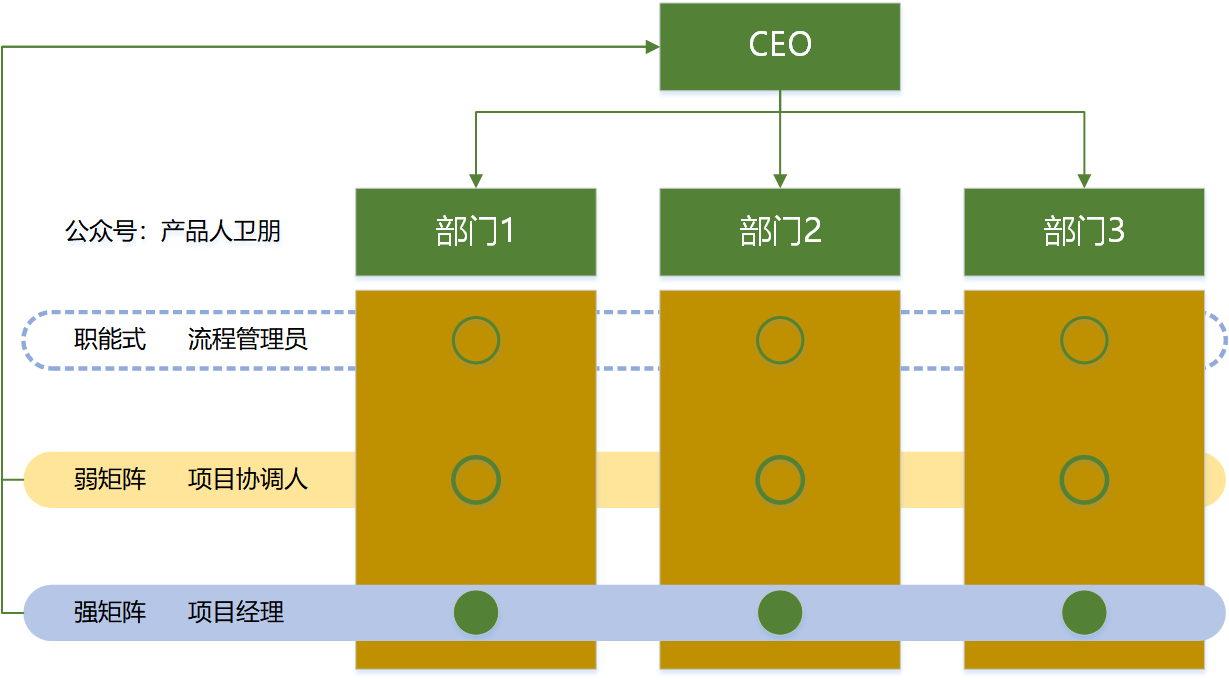 CEO
公众号：产品人卫朋
部门1
部门2
部门3
职能式 流程管理员
弱矩阵 项目协调人
强矩阵 项目经理